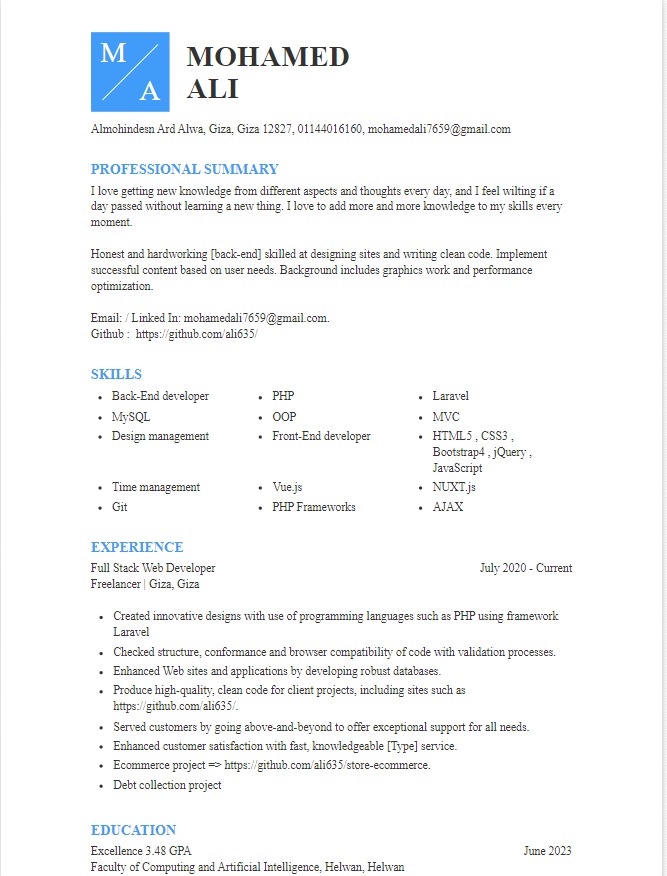 M
A
MOHAMED
ALI
Almohindesn Ard Alwa, Giza, Giza 12827, 01144016160, mohamedali7659@gmail.com
PROFESSIONAL SUMMARY
I love getting new knowledge from different aspects and thoughts every day, and I feel wilting if a
day passed without learning a new thing. I love to add more and more knowledge to my skills every
moment.
Honest and hardworking [back-end] skilled at designing sites and writing clean code. Implement
successful content based on user needs. Background includes graphics work and performance
optimization.
Email: / Linked In: mohamedali7659@gmail.com.
Github :  https://github.com/ali635/
SKILLS
• Back-End developer • PHP • Laravel
• MySQL • OOP • MVC
• Design management • Front-End developer • HTML5 , CSS3 ,
Bootstrap4 , jQuery ,
JavaScript
• Time management • Vue.js • NUXT.js
• Git • PHP Frameworks • AJAX
EXPERIENCE
Full Stack Web Developer July 2020 - Current
Freelancer | Giza, Giza
• Created innovative designs with use of programming languages such as PHP using framework
Laravel
• Checked structure, conformance and browser compatibility of code with validation processes.
• Enhanced Web sites and applications by developing robust databases.
• Produce high-quality, clean code for client projects, including sites such as
https://github.com/ali635/.
• Served customers by going above-and-beyond to offer exceptional support for all needs.
• Enhanced customer satisfaction with fast, knowledgeable [Type] service.
• Ecommerce project => https://github.com/ali635/store-ecommerce.
• Debt collection project
EDUCATION
Excellence 3.48 GPA June 2023
Faculty of Computing and Artificial Intelligence, Helwan, Helwan